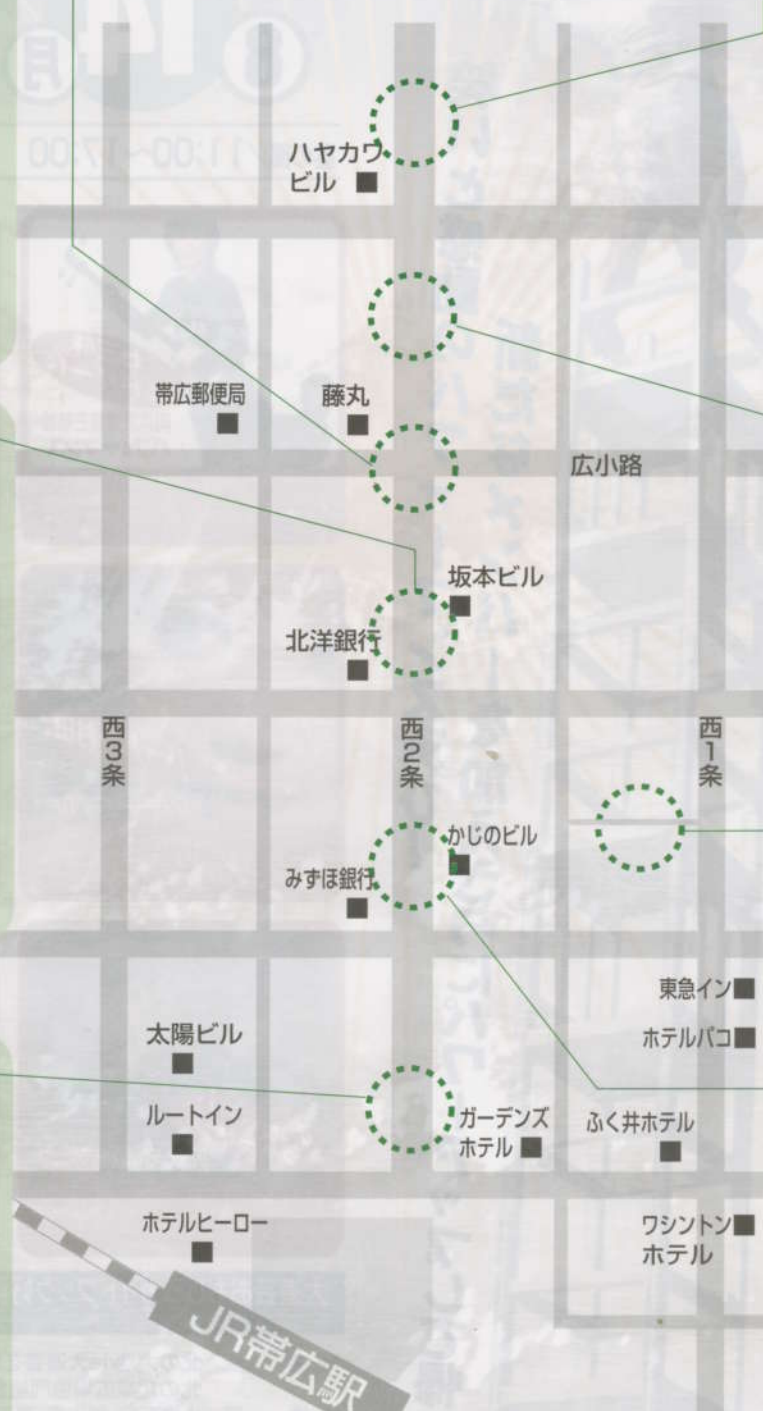 ハヤカワ
ビル
帯広郵便局
藤丸
広小路
坂本ビル
北洋銀行
西3条
西2条
西1条
かじのビル
みずほ銀行
東急イン
ホテルパコ
太陽ビル
ルートイン
ガーデンズ
ホテル
ふく井ホテル
ホテルヒーロー
ワシントン
ホテル
JR帯広駅
11:00~17:00